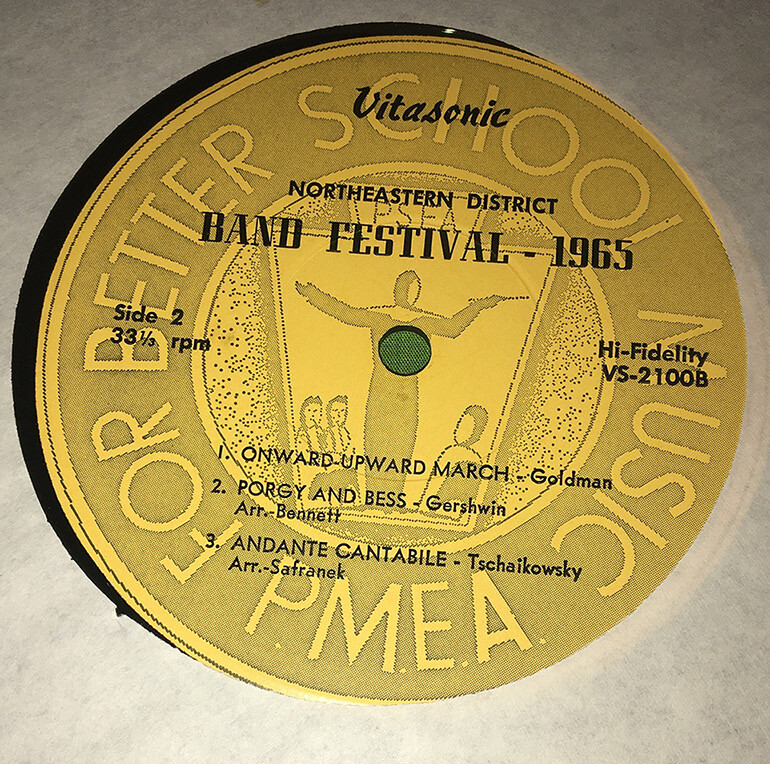 Vitasonic
FOR BETTER SCHOOL MUSIC
P.M.E.A.
P.S.E.A.
NORTHEASTERN DISTRICT
BAND FESTIVAL - 1965
Side 2
33⅓ rpm
Hi-Fidelity
VS-2100B
1. ONWARD-UPWARD MARCH - Goldman
2. PORGY AND BESS - Gershwin
Arr.-Bennett
3. ANDANTE CANTABILE - Tschaikowsky
Arr.-Safranek